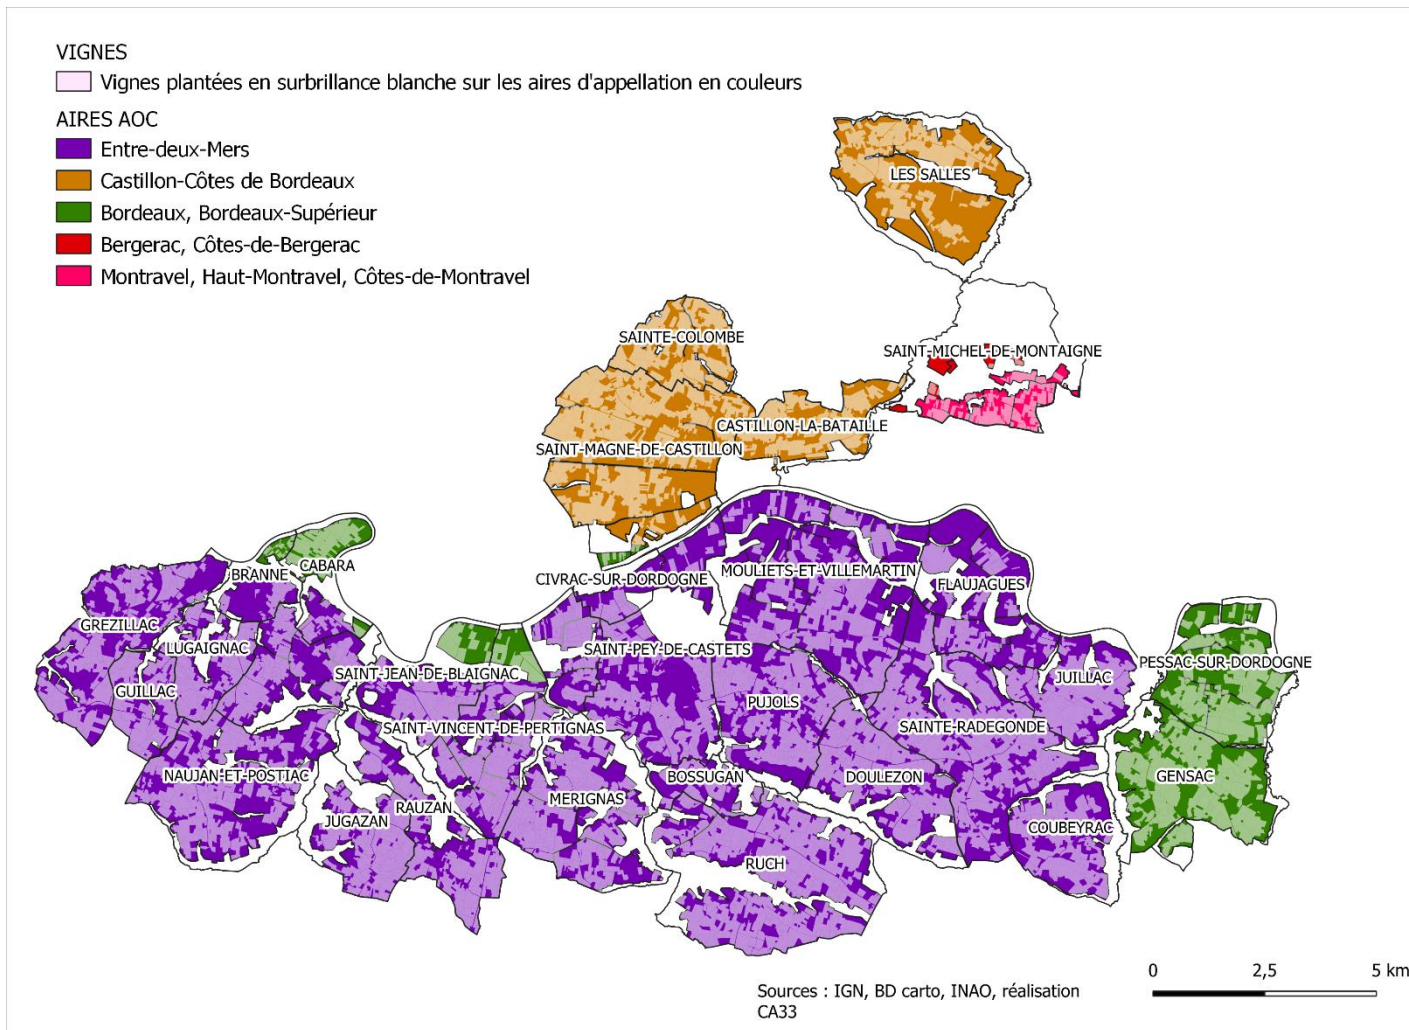 VIGNES
Vignes plantées en surbrillance blanche sur les aires d'appellation en couleurs
AIRES AOC
Entre-deux-Mers
Castillon-Côtes de Bordeaux
Bordeaux, Bordeaux-Supérieur
Bergerac, Côtes-de-Bergerac
Montravel, Haut-Montravel, Côtes-de-Montravel
LES SALLES
SAINTE-COLOMBE
SAINT-MICHEL-DE-MONTAIGNE
CASTILLON-LA-BATAILLE
SAINT-MAGNE-DE-CASTILLON
CABARA
BRANNE
CIVRAC-SUR-DORDOGNE
MOULIETS-ET-VILLEMARTIN
FLAUJAGUES
GREZILLAC
LUGAIGNAC
SAINT-PEY-DE-CASTETS
PESSAC-SUR-DORDOGNE
SAINT-JEAN-DE-BLAIGNAC
JUILLAC
GUILLAC
PUJOLS
SAINT-VINCENT-DE-PERTIGNAS
SAINTE-RADEGONDE
NAUJAN-ET-POSTIAC
BOSSUGAN
DOULEZON
GENSAC
RAUZAN
MERIGNAS
JUGAZAN
COUBEYRAC
RUCH
0 2,5 5 km
Sources : IGN, BD carto, INAO, réalisation
CA33